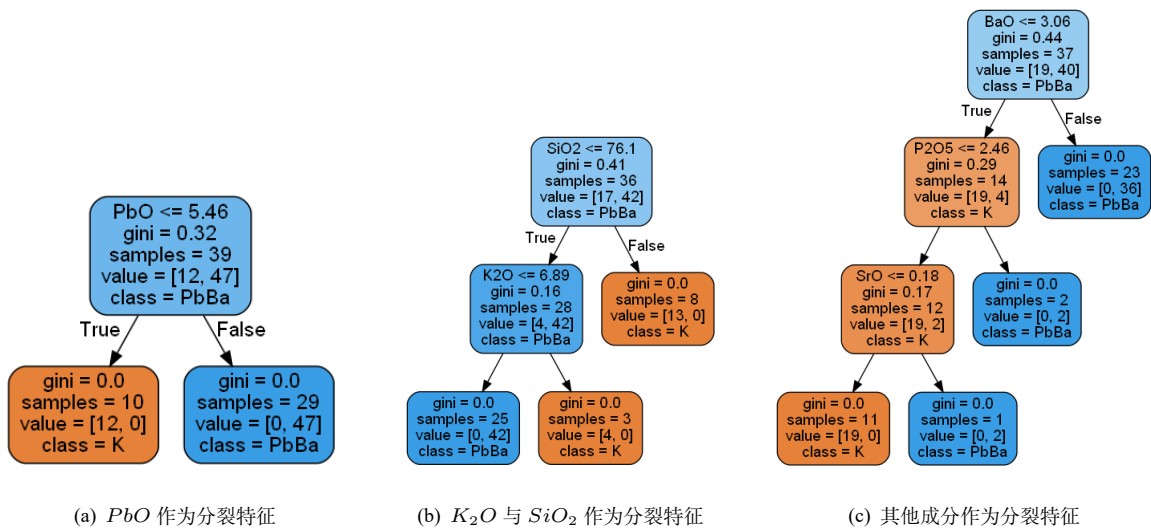 PbO <= 5.46
gini = 0.32
samples = 39
value = [12, 47]
class = PbBa
True
False
gini = 0.0
samples = 10
value = [12, 0]
class = K
gini = 0.0
samples = 29
value = [0, 47]
class = PbBa
(a) PbO 作为分裂特征
SiO2 <= 76.1
gini = 0.41
samples = 36
value = [17, 42]
class = PbBa
True
False
K2O <= 6.89
gini = 0.16
samples = 28
value = [4, 42]
class = PbBa
gini = 0.0
samples = 8
value = [13, 0]
class = K
gini = 0.0
samples = 25
value = [0, 42]
class = PbBa
gini = 0.0
samples = 3
value = [4, 0]
class = K
(b) K₂O 与 SiO₂ 作为分裂特征
BaO <= 3.06
gini = 0.44
samples = 37
value = [19, 40]
class = PbBa
True
False
P2O5 <= 2.46
gini = 0.29
samples = 14
value = [19, 4]
class = K
gini = 0.0
samples = 23
value = [0, 36]
class = PbBa
SrO <= 0.18
gini = 0.17
samples = 12
value = [19, 2]
class = K
gini = 0.0
samples = 2
value = [0, 2]
class = PbBa
gini = 0.0
samples = 11
value = [19, 0]
class = K
gini = 0.0
samples = 1
value = [0, 2]
class = PbBa
(c) 其他成分作为分裂特征